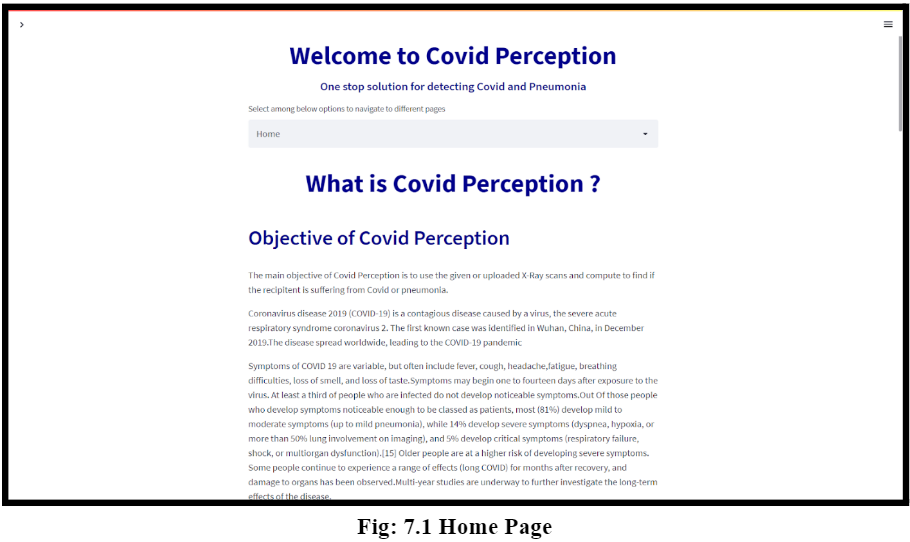 Welcome to Covid Perception
One stop solution for detecting Covid and Pneumonia
Select among below options to navigate to different pages
Home
What is Covid Perception ?
Objective of Covid Perception
The main objective of Covid Perception is to use the given or uploaded X-Ray scans and compute to find if
the recipitent is suffering from Covid or pneumonia.
Coronavirus disease 2019 (COVID-19) is a contagious disease caused by a virus, the severe acute
respiratory syndrome coronavirus 2. The first known case was identified in Wuhan, China, in December
2019.The disease spread worldwide, leading to the COVID-19 pandemic
Symptoms of COVID 19 are variable, but often include fever, cough, headache,fatigue, breathing
difficulties, loss of smell, and loss of taste.Symptoms may begin one to fourteen days after exposure to the
virus. At least a third of people who are infected do not develop noticeable symptoms.Out Of those people
who develop symptoms noticeable enough to be classed as patients, most (81%) develop mild to
moderate symptoms (up to mild pneumonia), while 14% develop severe symptoms (dyspnea, hypoxia, or
more than 50% lung involvement on imaging), and 5% develop critical symptoms (respiratory failure,
shock, or multiorgan dysfunction).[15] Older people are at a higher risk of developing severe symptoms.
Some people continue to experience a range of effects (long COVID) for months after recovery, and
damage to organs has been observed.Multi-year studies are underway to further investigate the long-term
effects of the disease.
Fig: 7.1 Home Page